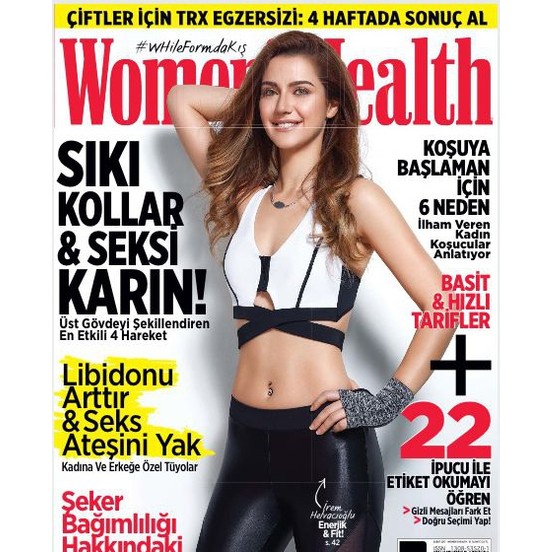 ÇİFTLER İÇİN TRX EGZERSİZİ: 4 HAFTADA SONUÇ AL
#WHileFormdaKış
Women's Health
SIKI
KOLLAR
& SEKSİ
KARIN!
Üst Gövdeyi Şekillendiren
En Etkili 4 Hareket
Libidonu
Arttır
& Seks
Ateşini Yak
Kadına Ve Erkeğe Özel Tüyolar
Şeker
Bağımlılığı
Hakkındaki
KOŞUYA
BAŞLAMAN
İÇİN
6 NEDEN
İlham Veren
Kadın
Koşucular
Anlatıyor
BASİT
& HIZLI
TARİFLER
+
22
İPUCU İLE
ETİKET OKUMAYI
ÖĞREN
> Gizli Mesajları Fark Et
> Doğru Seçimi Yap!
İrem
Helvacıoğlu
Enerjik
& Fit!
s. 42